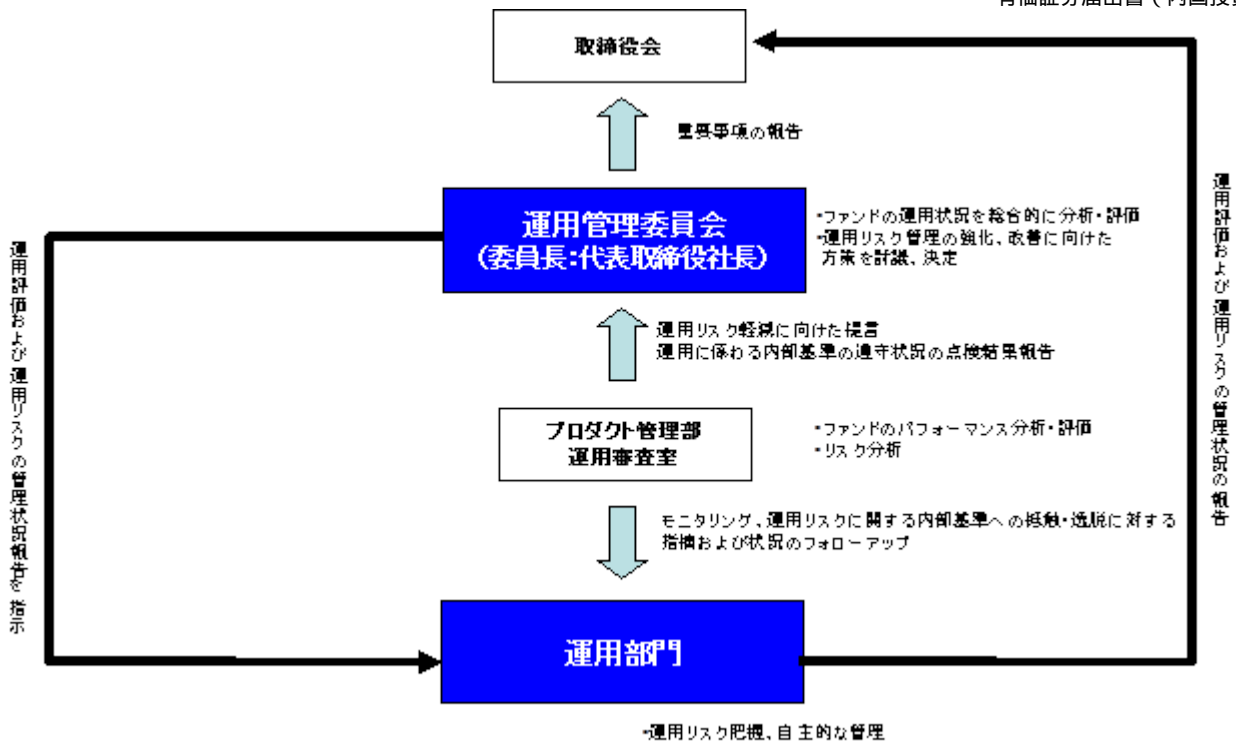 有価証券届出書（内国投資
取締役会
重要事項の報告
運用管理委員会
(委員長:代表取締役社長)
・ファンドの運用状況を総合的に分析・評価
・運用リスク管理の強化、改善に向けた
方策を討議、決定
運用リスク軽減に向けた提言
運用に係わる内部基準の遵守状況の点検結果報告
プロダクト管理部
運用審査室
・ファンドのパフォーマンス分析・評価
・リスク分析
モニタリング、運用リスクに関する内部基準への抵触・逸脱に対する
指摘および状況のフォローアップ
運用部門
・運用リスク把握、自主的な管理
運用評価および運用リスクの管理状況報告を指示
運用評価および運用リスクの管理状況の報告